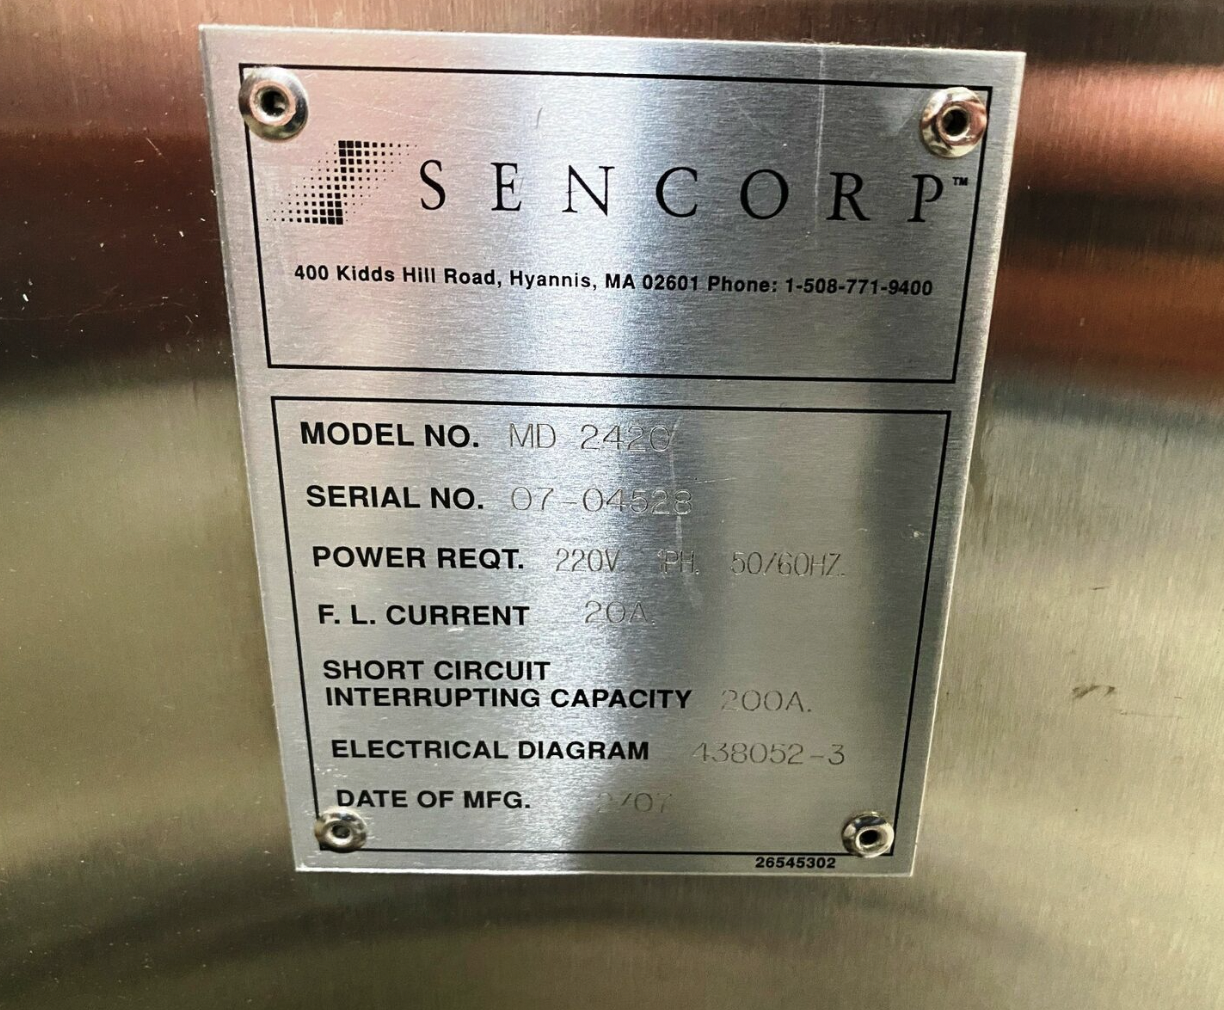 SENCORP™
400 Kidds Hill Road, Hyannis, MA 02601 Phone: 1-508-771-9400
MODEL NO. MD 2420
SERIAL NO. 07-04528
POWER REQT. 220V 1PH. 50/60HZ.
F. L. CURRENT 20A.
SHORT CIRCUIT
INTERRUPTING CAPACITY 200A.
ELECTRICAL DIAGRAM 438052-3
DATE OF MFG.
26545302